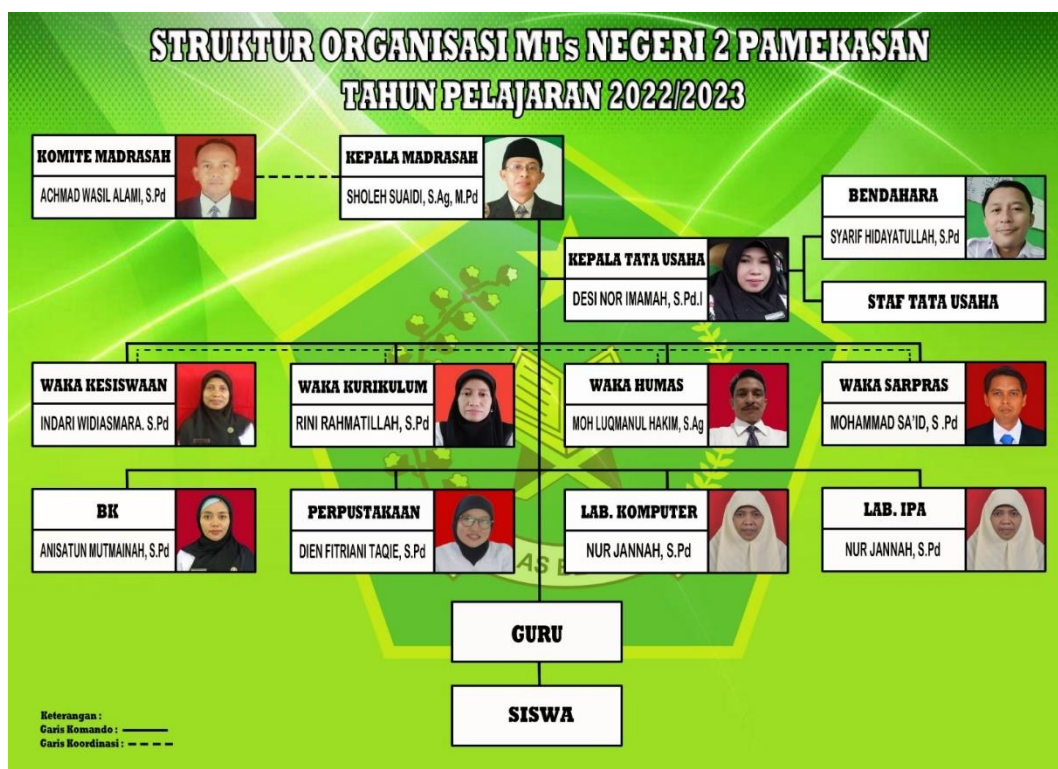 STRUKTUR ORGANISASI MTs NEGERI 2 PAMEKASAN
TAHUN PELAJARAN 2022/2023
KOMITE MADRASAH
ACHMAD WASIL ALAMI, S.Pd
KEPALA MADRASAH
SHOLEH SUAIDI, S.Ag, M.Pd
BENDAHARA
SYARIF HIDAYATULLAH, S.Pd
KEPALA TATA USAHA
DESI NOR IMAMAH, S.Pd.I
STAF TATA USAHA
WAKA KESISWAAN
INDARI WIDIASMARA. S.Pd
WAKA KURIKULUM
RINI RAHMATILLAH, S.Pd
WAKA HUMAS
MOH LUQMANUL HAKIM, S.Ag
WAKA SARPRAS
MOHAMMAD SA'ID, S .Pd
BK
ANISATUN MUTMAINAH, S.Pd
PERPUSTAKAAN
DIEN FITRIANI TAQIE, S.Pd
LAB. KOMPUTER
NUR JANNAH, S.Pd
LAB. IPA
NUR JANNAH, S.Pd
AS B
GURU
SISWA
Keterangan :
Garis Komando :
Garis Koordinasi :